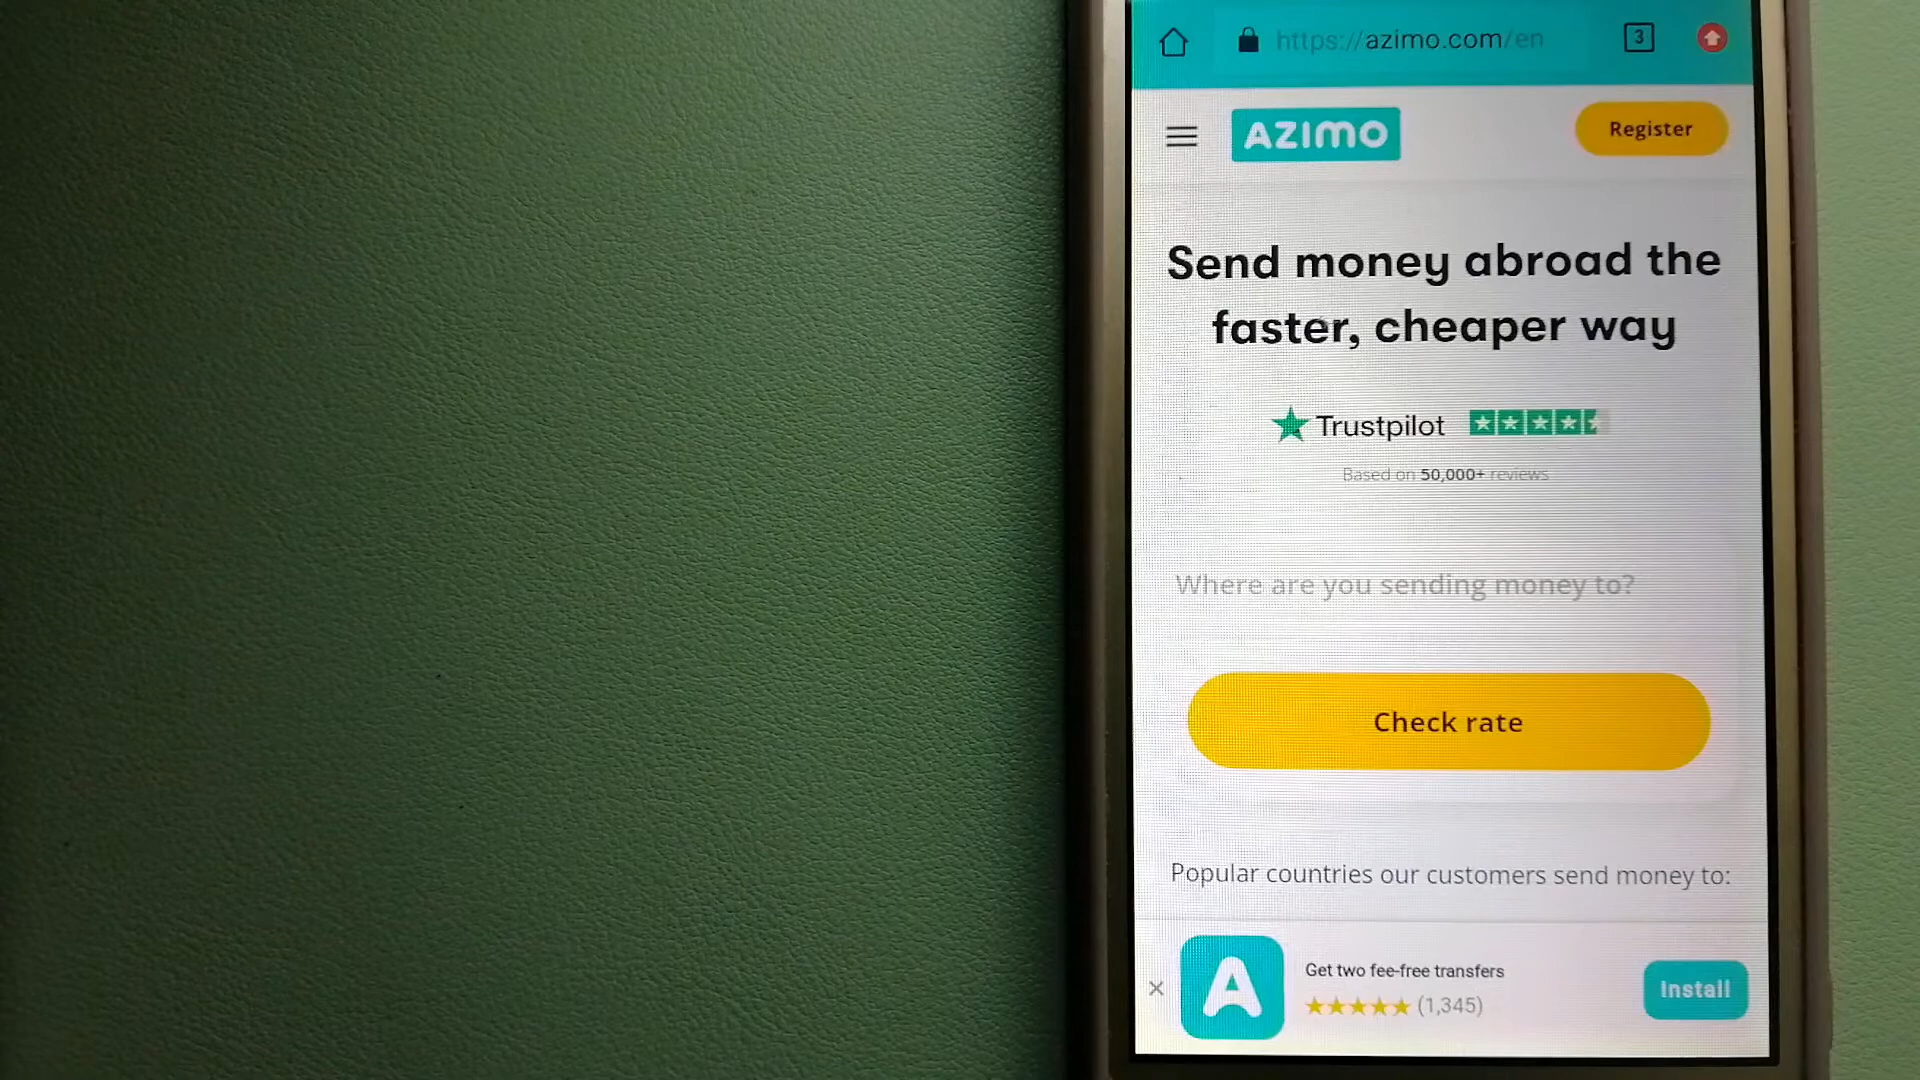 https://azimo.com/en
3
AZIMO
Register
Send money abroad the
faster, cheaper way
Trustpilot
Based on 50,000+ reviews
Where are you sending money to?
Check rate
Popular countries our customers send money to:
A
Get two fee-free transfers
(1,345)
Install